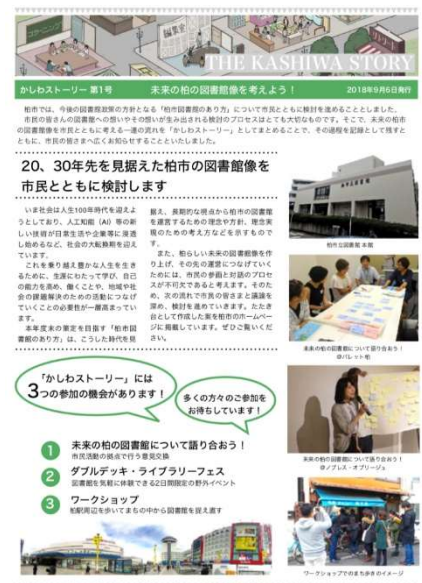 THE KASHIWA STORY
かしわストーリー 第1号 未来の柏の図書館像を考えよう！ 2018年9月6日発行
柏市では、今後の図書館政策の方針となる「柏市図書館のあり方」について市民とともに検討を進めることとしました。
市民の皆さんの図書館への想いやその想いが生み出される検討のプロセスはとても大切なものです。そこで、未来の柏市
の図書館像を市民とともに考える一連の流れを「かしわストーリー」としてまとめることで、その過程を記録として残すと
ともに、市民の皆さまへ広くお知らせすることといたしました。
20、30年先を見据えた柏市の図書館像を
市民とともに検討します
いま社会は人生100年時代を迎えよ
うとしており、人工知能（AI）等の新
しい技術が日常生活や企業等に浸透
し始めるなど、社会の大転換期を迎え
ています。
これを乗り越え豊かな人生を生き
るために、生涯にわたって学び、自己
の能力を高め、働くことや、地域や社
会の課題解決のための活動につなげ
ていくことの必要性が一層高まってい
ます。
本年度末の策定を目指す「柏市図
書館のあり方」は、こうした時代を見
据え、長期的な視点から柏市の図書館
を運営するための理念や方針、理念実
現のための考え方などを示すもので
す。
また、柏らしい未来の図書館像を作
り上げ、その先の運営につなげていく
ためには、市民の参画と対話のプロセ
スが不可欠であると考えます。そのた
め、次の流れで市民の皆さまと議論を
深め、検討を進めていきます。たたき
台として作成した案を柏市のホームペー
ジに掲載しています。ぜひご覧くださ
い。
柏市立図書館 本館
未来の柏の図書館について語り合おう！
@パレット柏
未来の柏の図書館について語り合おう！
@ノブレス・オブリージュ
ワークショップでのまち歩きのイメージ
「かしわストーリー」には
3つの参加の機会があります！
多くの方々のご参加を
お待ちしています！
1 未来の柏の図書館について語り合おう！
市民活動の拠点で行う意見交換
2 ダブルデッキ・ライブラリーフェス
図書館を気軽に体験できる2日間限定の野外イベント
3 ワークショップ
柏駅周辺を歩いてまちの中から図書館を捉え直す